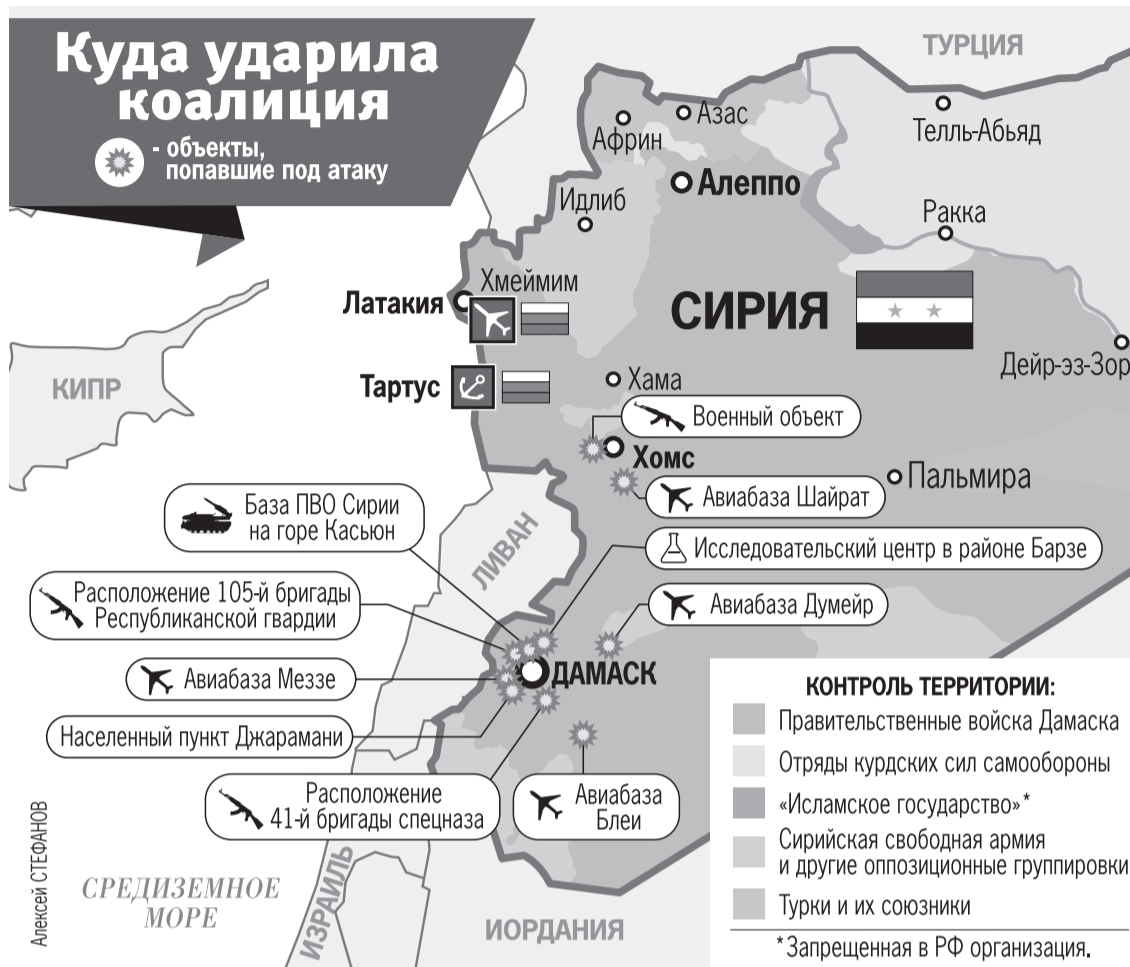 Куда ударила
коалиция
- объекты,
попавшие под атаку
ТУРЦИЯ
Азас
Африн
Телль-Абьяд
Алеппо
Идлиб
Ракка
Хмеймим
Латакия
СИРИЯ
КИПР
Тартус
Хама
Дейр-эз-Зор
Военный объект
Хомс
Пальмира
Авиабаза Шайрат
База ПВО Сирии
на горе Касьюн
ЛИВАН
Исследовательский центр в районе Барзе
Расположение 105-й бригады
Республиканской гвардии
Авиабаза Думейр
Авиабаза Меззе
ДАМАСК
Населенный пункт Джарамани
Расположение
41-й бригады спецназа
Авиабаза
Блеи
КОНТРОЛЬ ТЕРРИТОРИИ:
Правительственные войска Дамаска
Отряды курдских сил самообороны
«Исламское государство»*
Сирийская свободная армия
и другие оппозиционные группировки
Турки и их союзники
*Запрещенная в РФ организация.
СРЕДИЗЕМНОЕ
МОРЕ
ИЗРАИЛЬ
ИОРДАНИЯ
Алексей СТЕФАНОВ